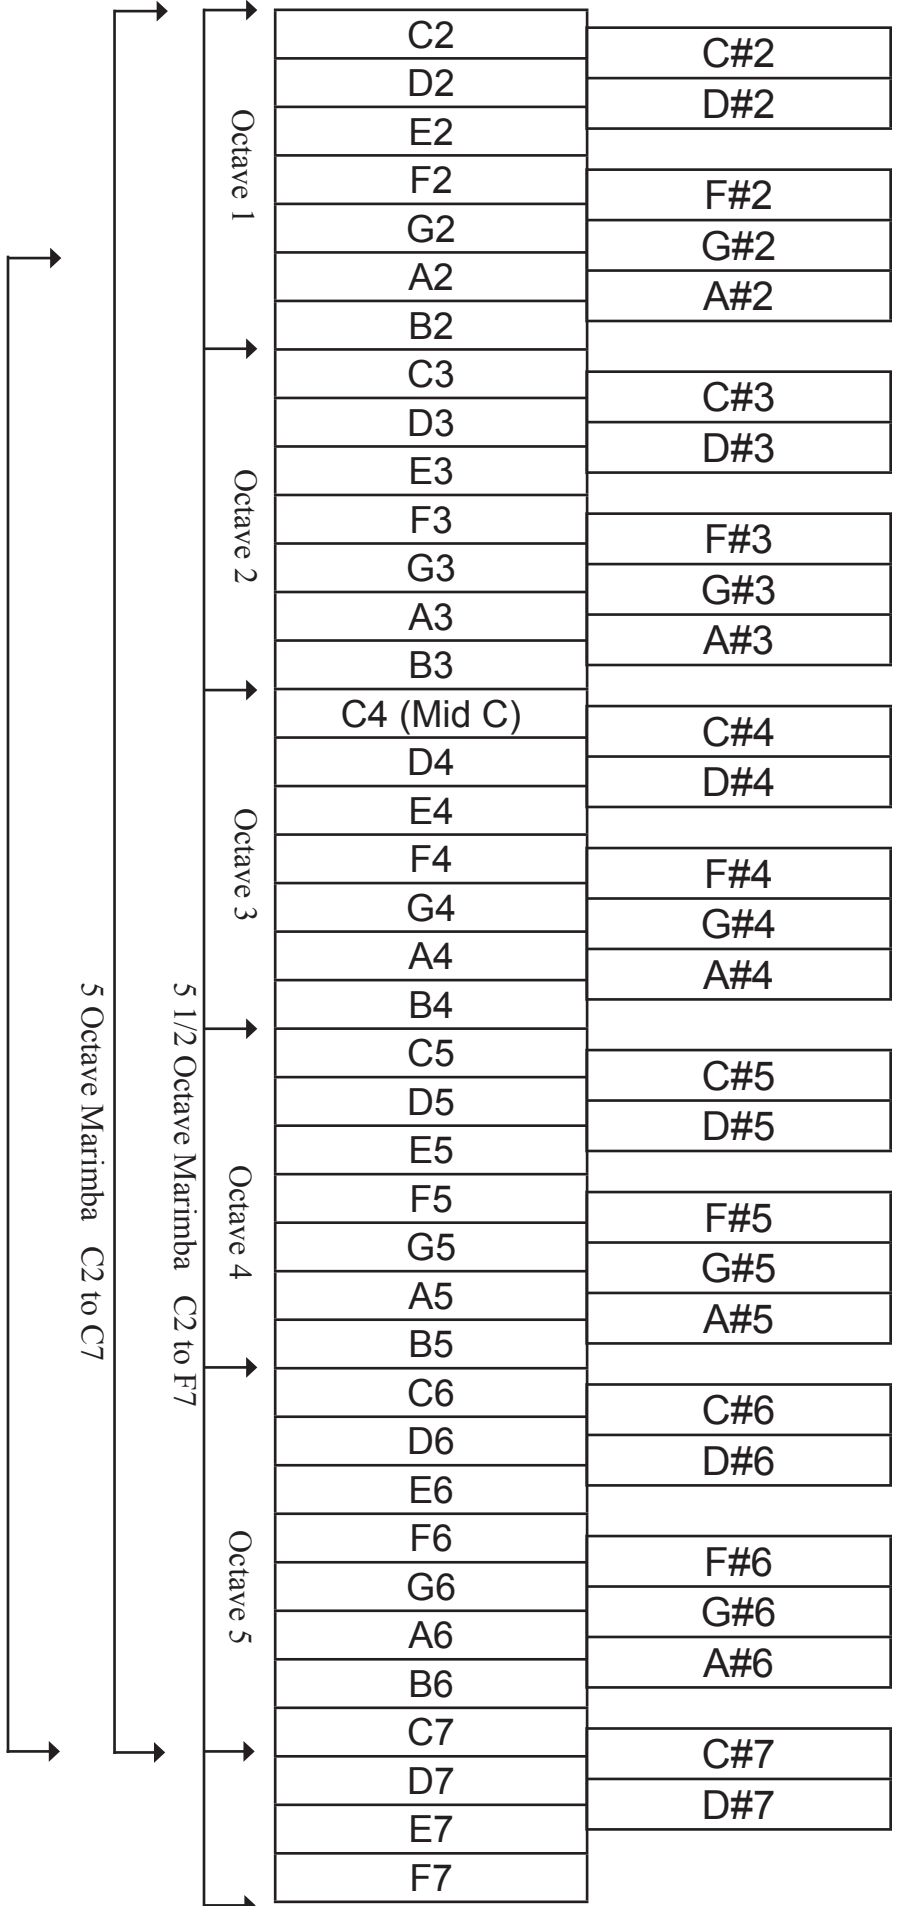 C2
D2
E2
F2
G2
A2
B2
C3
D3
E3
F3
G3
A3
B3
C4 (Mid C)
D4
E4
F4
G4
A4
B4
C5
D5
E5
F5
G5
A5
B5
C6
D6
E6
F6
G6
A6
B6
C7
D7
E7
F7
C#2
D#2
F#2
G#2
A#2
C#3
D#3
F#3
G#3
A#3
C#4
D#4
F#4
G#4
A#4
C#5
D#5
F#5
G#5
A#5
C#6
D#6
F#6
G#6
A#6
C#7
D#7
Octave 1
Octave 2
Octave 3
Octave 4
Octave 5
5 1/2 Octave Marimba C2 to F7
5 Octave Marimba C2 to C7